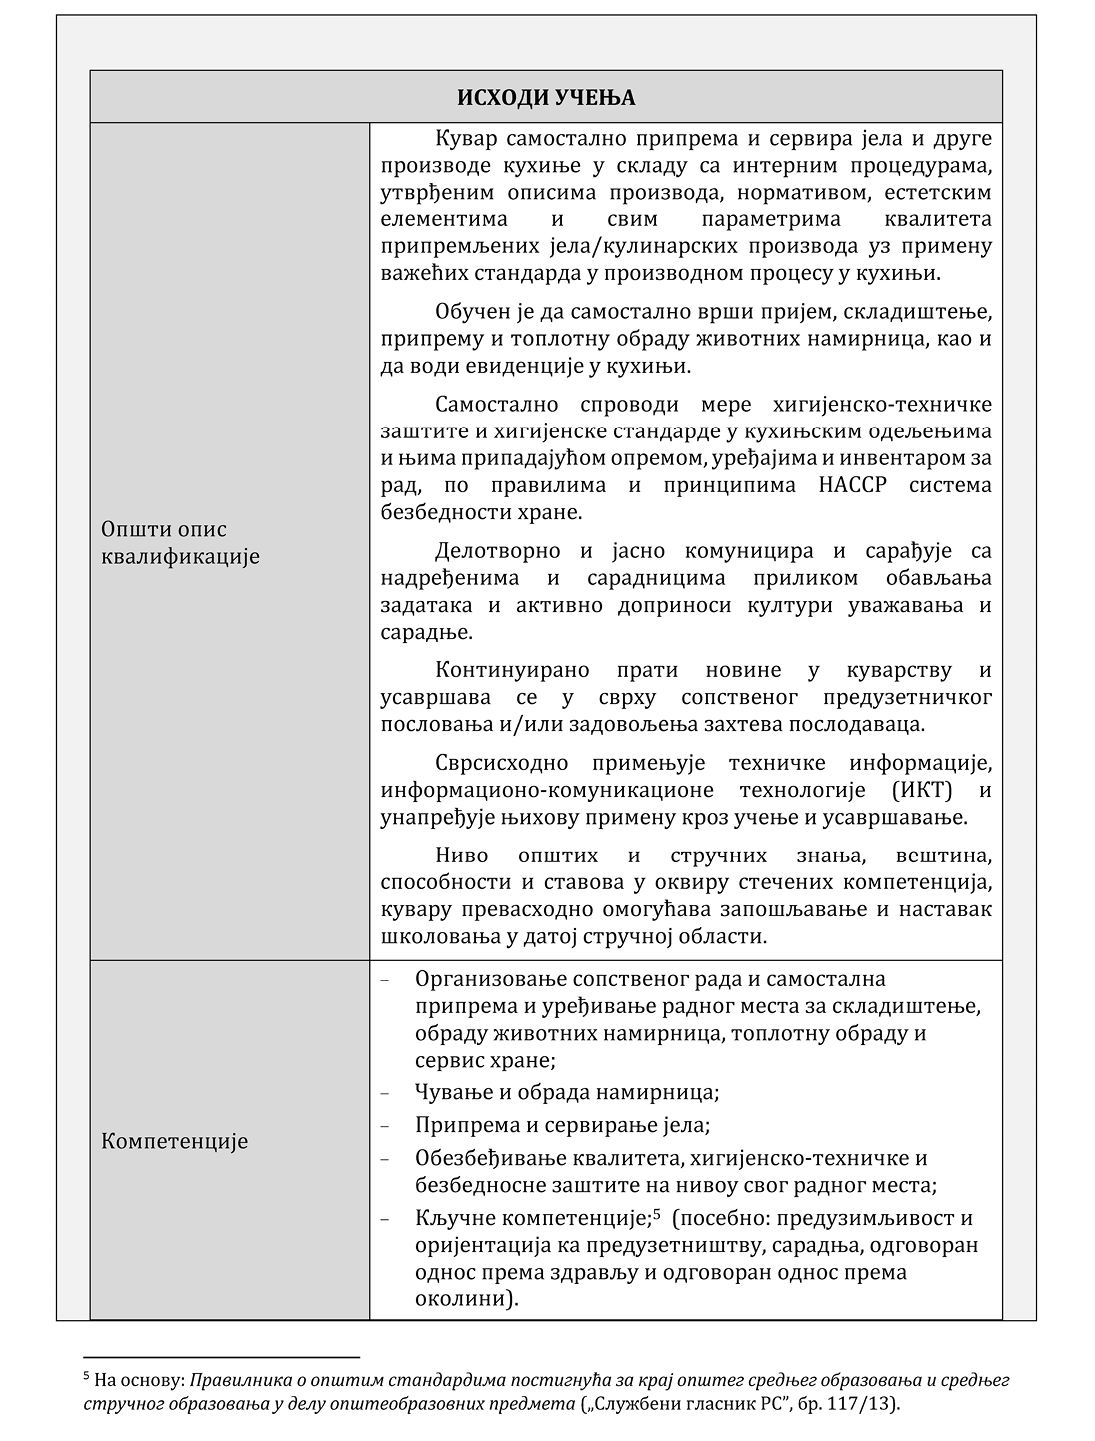 ИСХОДИ УЧЕЊА
Општи опис
квалификације
Кувар самостално припрема и сервира јела и друге
производе кухиње у складу са интерним процедурама,
утврђеним описима производа, нормативом, естетским
елементима и свим параметрима квалитета
припремљених јела/кулинарских производа уз примену
важећих стандарда у производном процесу у кухињи.
Обучен је да самостално врши пријем, складиштење,
припрему и топлотну обраду животних намирница, као и
да води евиденције у кухињи.
Самостално спроводи мере хигијенско-техничке
заштите и хигијенске стандарде у кухињским одељењима
и њима припадајућом опремом, уређајима и инвентаром за
рад, по правилима и принципима НАССР система
безбедности хране.
Делотворно и јасно комуницира и сарађује са
надређенима и сарадницима приликом обављања
задатака и активно доприноси култури уважавања и
сарадње.
Континуирано прати новине у куварству и
усавршава се у сврху сопственог предузетничког
пословања и/или задовољења захтева послодаваца.
Сврсисходно примењује техничке информације,
информационо-комуникационе технологије (ИКТ) и
унапређује њихову примену кроз учење и усавршавање.
Ниво општих и стручних знања, вештина,
способности и ставова у оквиру стечених компетенција,
кувару превасходно омогућава запошљавање и наставак
школовања у датој стручној области.
Компетенције
– Организовање сопственог рада и самостална
припрема и уређивање радног места за складиштење,
обраду животних намирница, топлотну обраду и
сервис хране;
– Чување и обрада намирница;
– Припрема и сервирање јела;
– Обезбеђивање квалитета, хигијенско-техничке и
безбедносне заштите на нивоу свог радног места;
– Кључне компетенције;⁵ (посебно: предузимљивост и
оријентација ка предузетништву, сарадња, одговоран
однос према здрављу и одговоран однос према
околини).
⁵ На основу: Правилника о општим стандардима постигнућа за крај општег средњег образовања и средњег
стручног образовања у делу општеобразовних предмета („Службени гласник РС”, бр. 117/13).